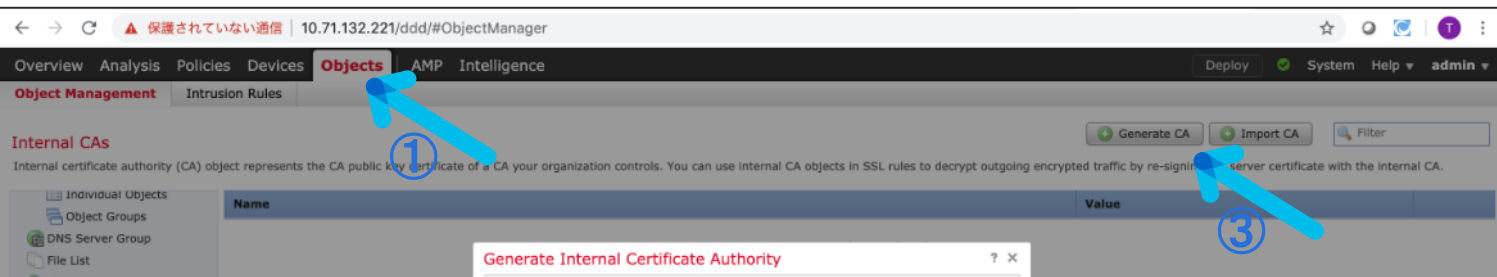 保護されていない通信 | 10.71.132.221/ddd/#ObjectManager T
Overview Analysis Policies Devices Objects AMP Intelligence Deploy System Help admin
Object Management Intrusion Rules
①
Internal CAs Generate CA Import CA Filter
Internal certificate authority (CA) object represents the CA public key certificate of a CA your organization controls. You can use internal CA objects in SSL rules to decrypt outgoing encrypted traffic by re-signing server certificate with the internal CA.
Individual Objects
Name Value
Object Groups
③
DNS Server Group
File List
Generate Internal Certificate Authority ? ×